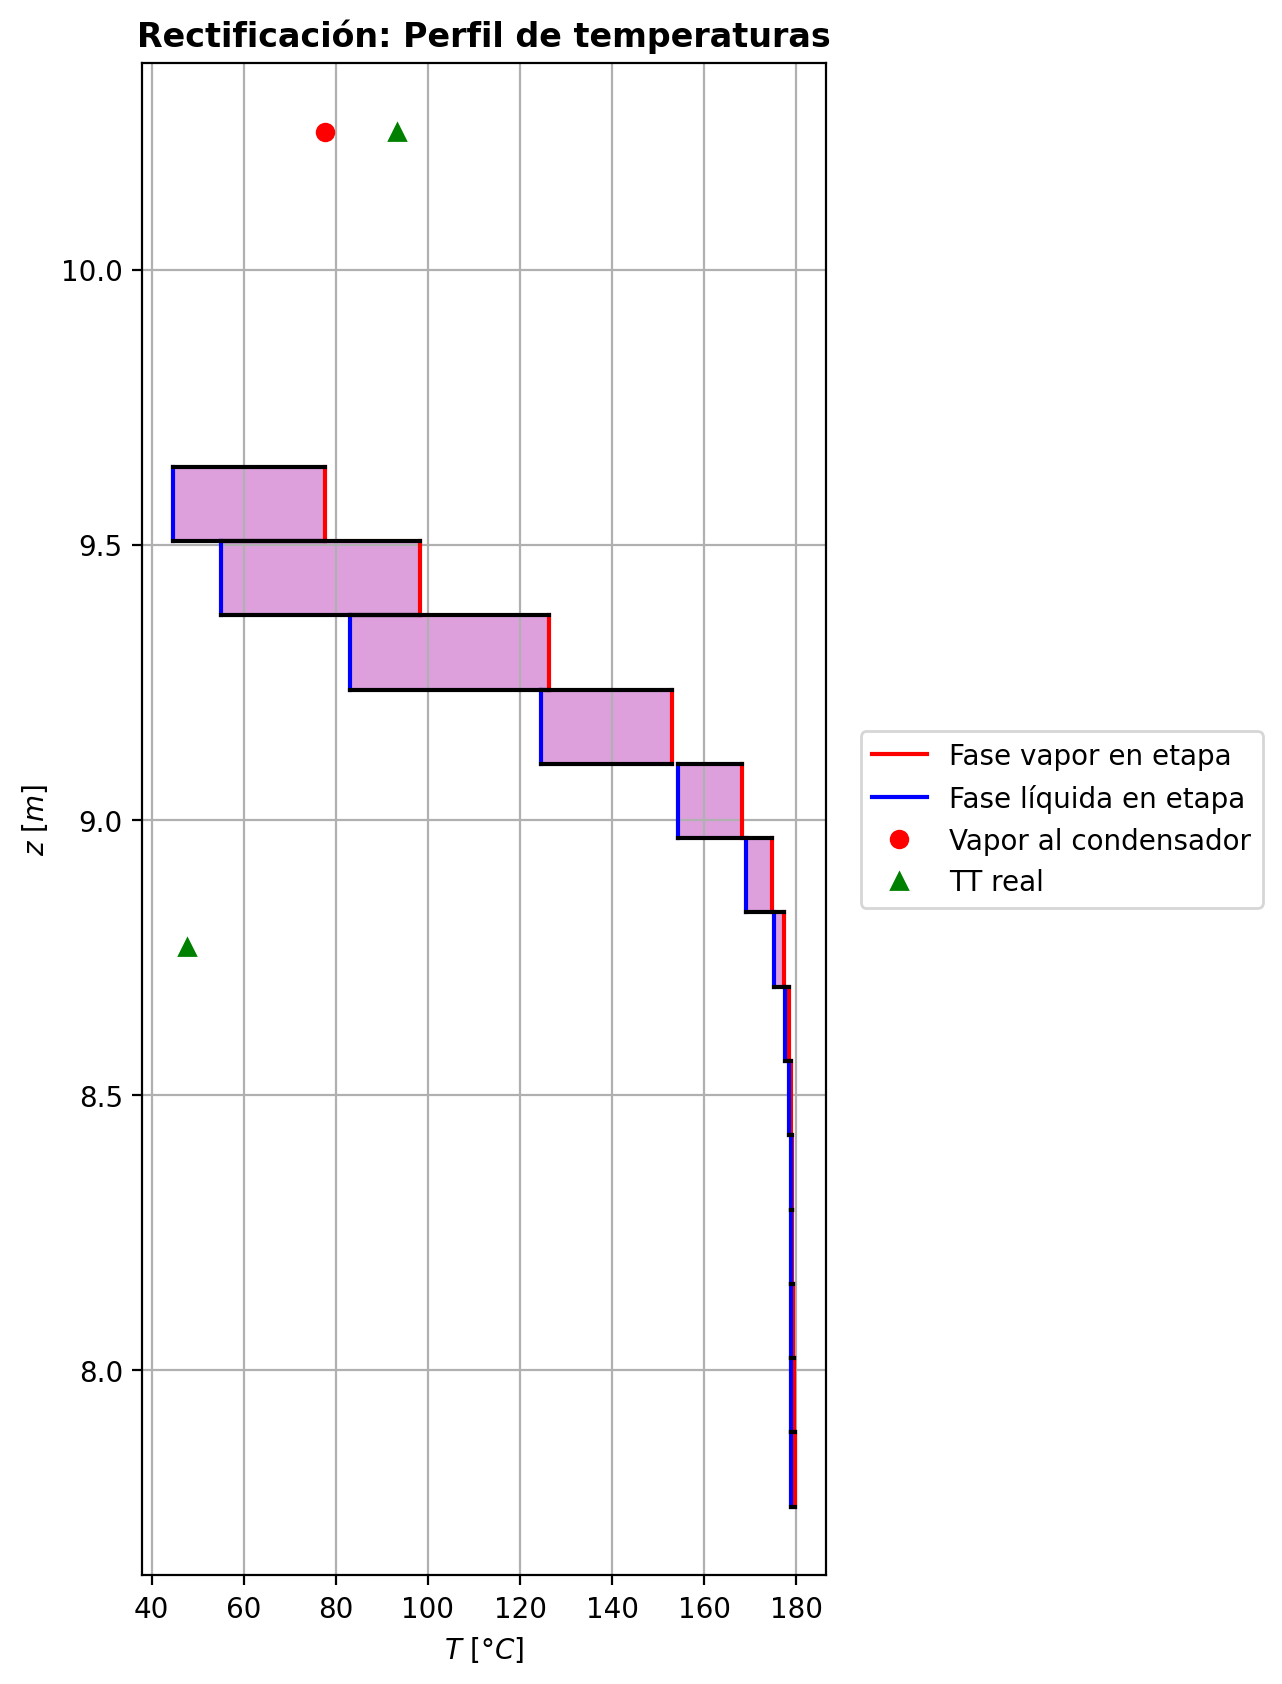 Rectificación: Perfil de temperaturas
10.0
9.5
9.0
8.5
8.0
z [m]
40 60 80 100 120 140 160 180
T [°C]
Fase vapor en etapa
Fase líquida en etapa
Vapor al condensador
TT real